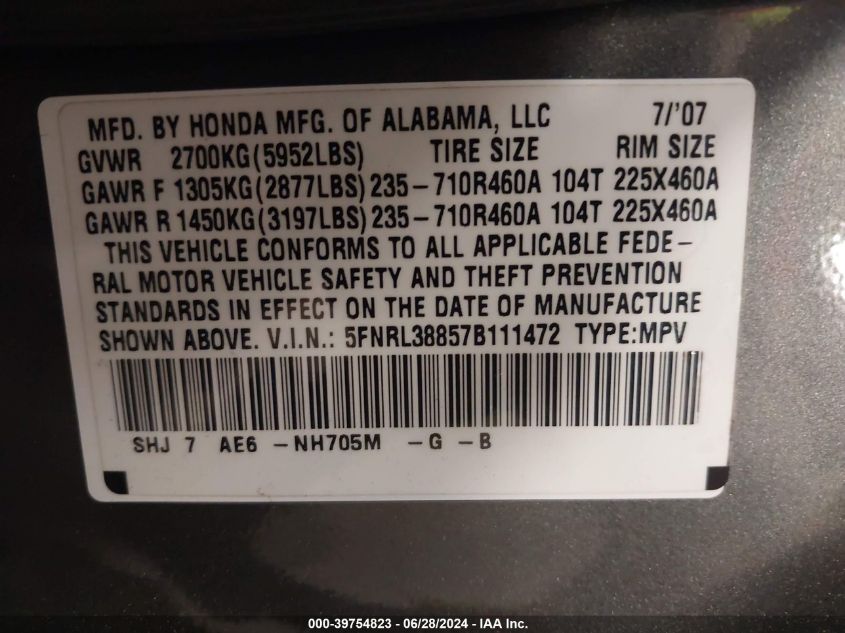 MFD. BY HONDA MFG. OF ALABAMA, LLC 7/'07
GVWR 2700KG(5952LBS) TIRE SIZE RIM SIZE
GAWR F 1305KG(2877LBS) 235-710R460A 104T 225X460A
GAWR R 1450KG(3197LBS) 235-710R460A 104T 225X460A
THIS VEHICLE CONFORMS TO ALL APPLICABLE FEDE-
RAL MOTOR VEHICLE SAFETY AND THEFT PREVENTION
STANDARDS IN EFFECT ON THE DATE OF MANUFACTURE
SHOWN ABOVE. V.I.N.: 5FNRL38857B111472 TYPE:MPV
SHJ 7 AE6 -NH705M -G -B
000-39754823 - 06/28/2024 - IAA Inc.